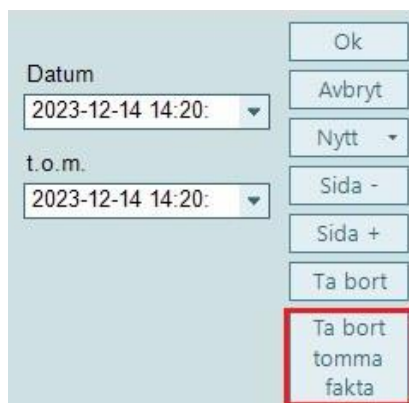 Datum
2023-12-14 14:20:
t.o.m.
2023-12-14 14:20:
Ok
Avbryt
Nytt
Sida -
Sida +
Ta bort
Ta bort
tomma
fakta